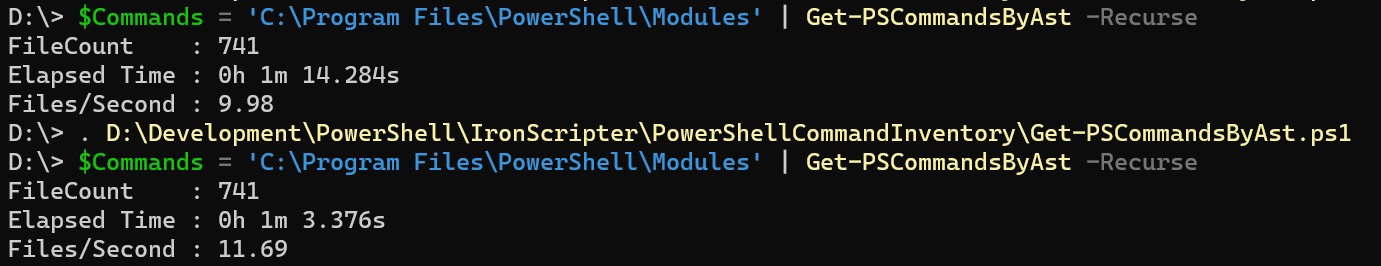 D:\> $Commands = 'C:\Program Files\PowerShell\Modules' | Get-PSCommandsByAst -Recurse
FileCount    : 741
Elapsed Time : 0h 1m 14.284s
Files/Second : 9.98
D:\> . D:\Development\PowerShell\IronScripter\PowerShellCommandInventory\Get-PSCommandsByAst.ps1
D:\> $Commands = 'C:\Program Files\PowerShell\Modules' | Get-PSCommandsByAst -Recurse
FileCount    : 741
Elapsed Time : 0h 1m 3.376s
Files/Second : 11.69